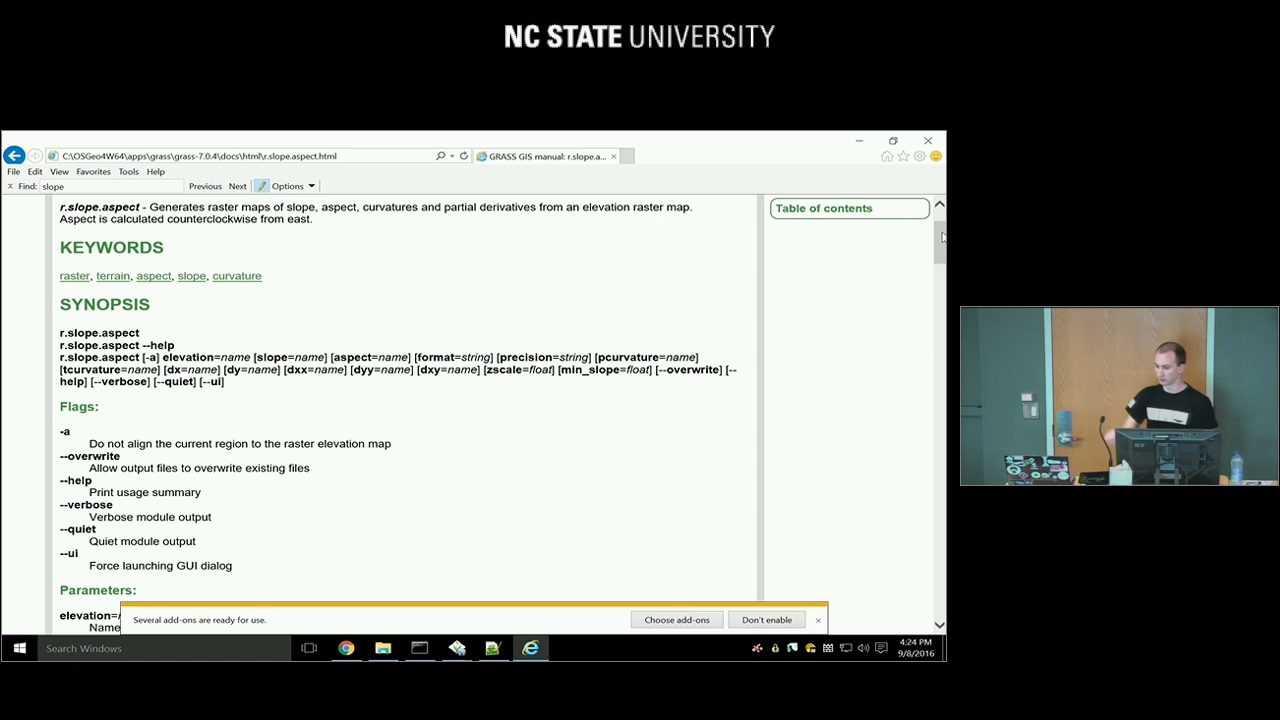 NC STATE UNIVERSITY
C:\OSGeo4W64\apps\grass\grass-7.0.4\docs\html\r.slope.aspect.html
GRASS GIS manual: r.slope.a...
File Edit View Favorites Tools Help
Find: slope Previous Next Options
r.slope.aspect - Generates raster maps of slope, aspect, curvatures and partial derivatives from an elevation raster map.
Aspect is calculated counterclockwise from east.
Table of contents
KEYWORDS
raster, terrain, aspect, slope, curvature
SYNOPSIS
r.slope.aspect
r.slope.aspect --help
r.slope.aspect [-a] elevation=name [slope=name] [aspect=name] [format=string] [precision=string] [pcurvature=name]
[tcurvature=name] [dx=name] [dy=name] [dxx=name] [dyy=name] [dxy=name] [zscale=float] [min_slope=float] [--overwrite] [--
help] [--verbose] [--quiet] [--ui]
Flags:
-a
Do not align the current region to the raster elevation map
--overwrite
Allow output files to overwrite existing files
--help
Print usage summary
--verbose
Verbose module output
--quiet
Quiet module output
--ui
Force launching GUI dialog
Parameters:
elevation=
Name
Several add-ons are ready for use.
Choose add-ons
Don't enable
Search Windows
4:24 PM
9/8/2016